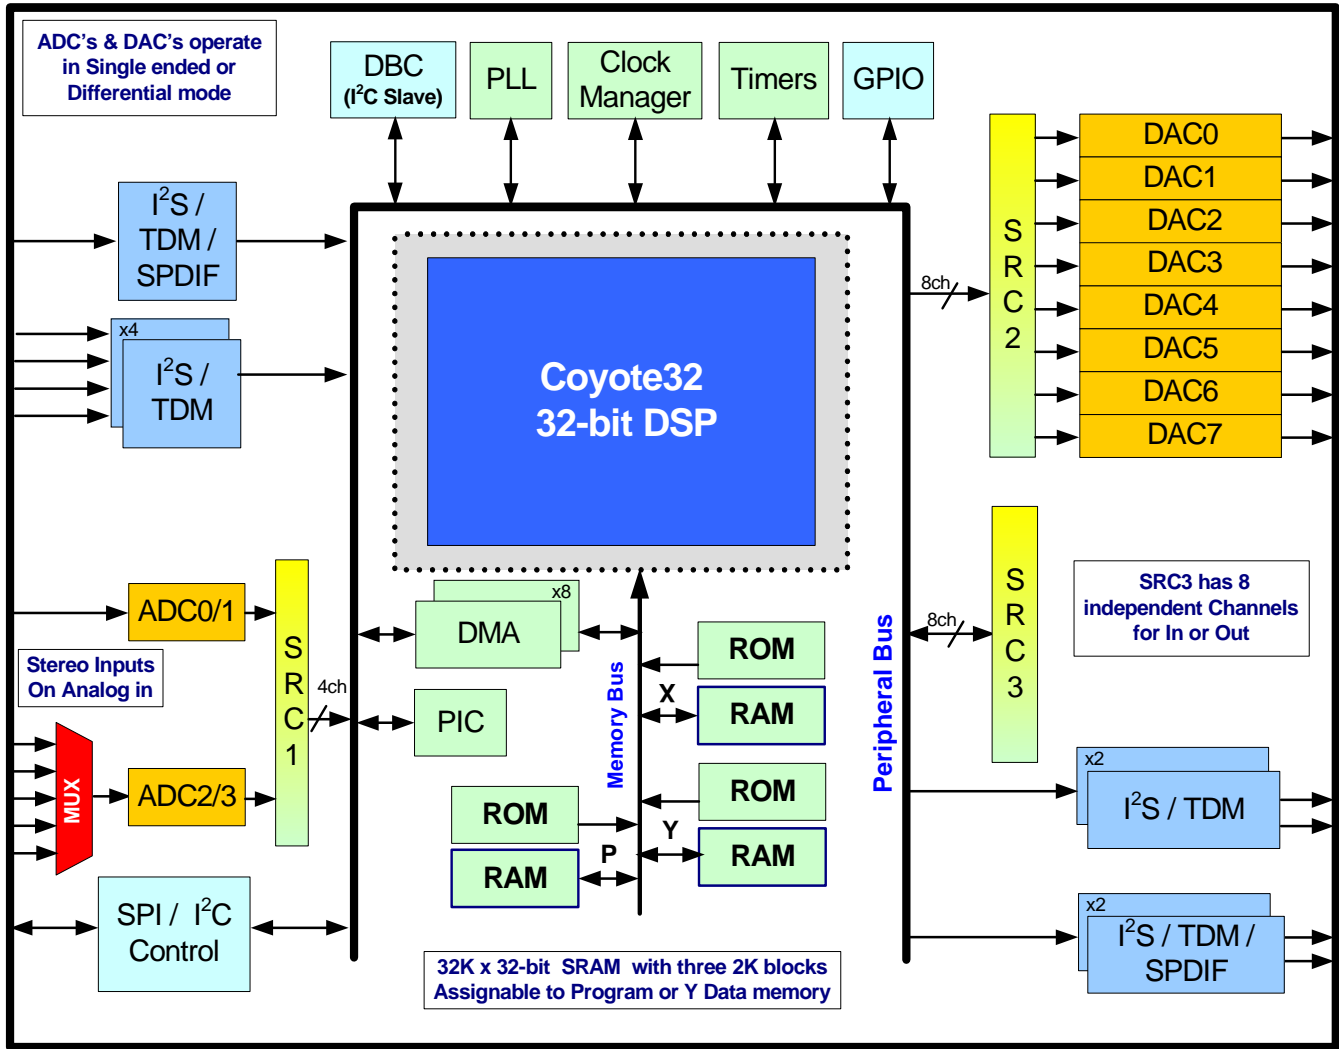 ADC's & DAC's operate
in Single ended or
Differential mode
DBC
(I²C Slave)
PLL
Clock
Manager
Timers
GPIO
I²S /
TDM /
SPDIF
x4
I²S /
TDM
Coyote32
32-bit DSP
8ch
S
R
C
2
DAC0
DAC1
DAC2
DAC3
DAC4
DAC5
DAC6
DAC7
ADC0/1
Stereo Inputs
On Analog in
MUX
ADC2/3
S
R
C
1
4ch
SPI / I²C
Control
x8
DMA
PIC
Memory Bus
ROM
X
RAM
ROM
Y
RAM
ROM
P
RAM
Peripheral Bus
8ch
S
R
C
3
SRC3 has 8
independent Channels
for In or Out
x2
I²S / TDM
x2
I²S / TDM /
SPDIF
32K x 32-bit SRAM with three 2K blocks
Assignable to Program or Y Data memory